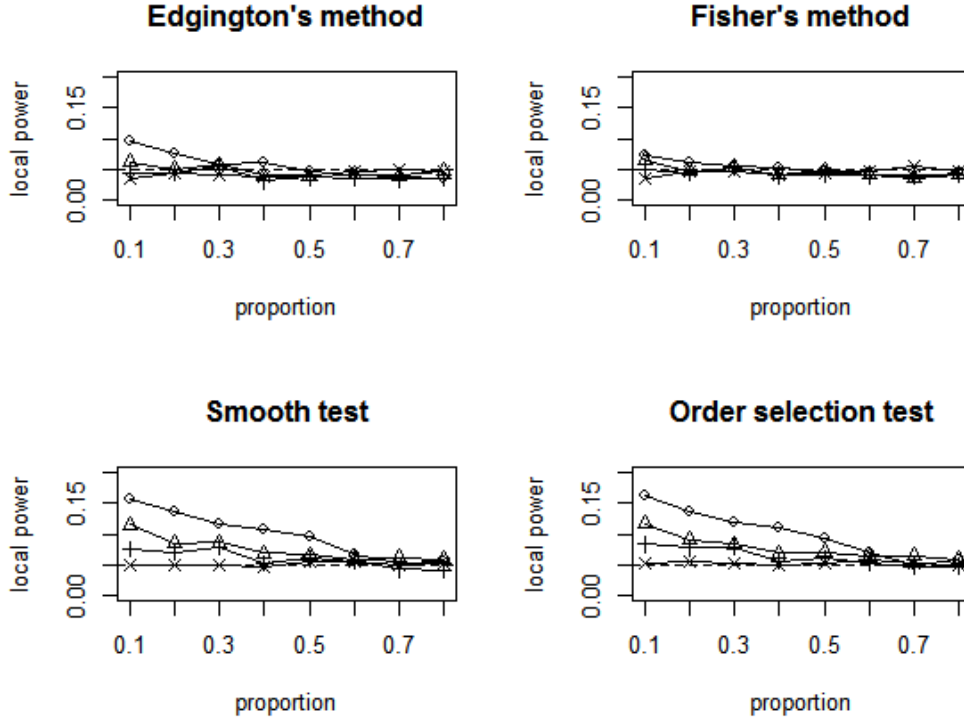 Edgington's method
local power
0.15
0.00
0.1 0.3 0.5 0.7
proportion
Fisher's method
local power
0.15
0.00
0.1 0.3 0.5 0.7
proportion
Smooth test
local power
0.15
0.00
0.1 0.3 0.5 0.7
proportion
Order selection test
local power
0.15
0.00
0.1 0.3 0.5 0.7
proportion